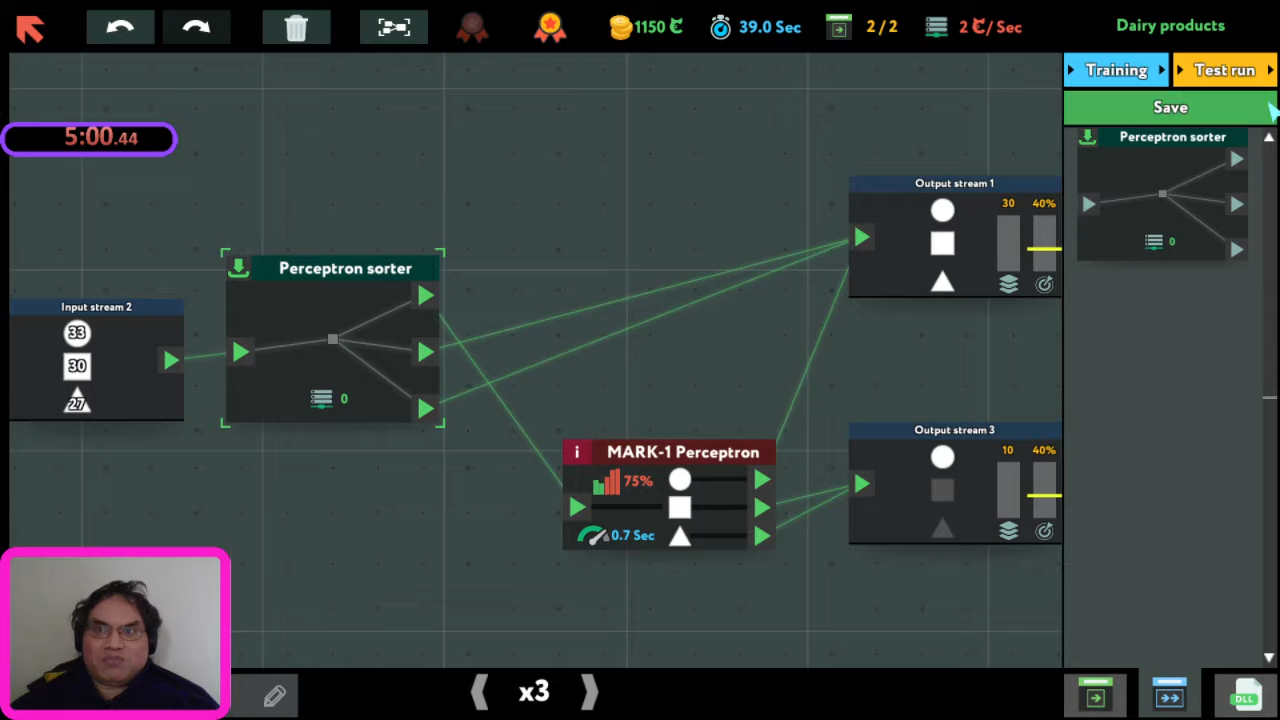 1150 ₢
39.0 Sec
2/2
2 ₢/Sec
Dairy products
Training
Test run
Save
5:00.44
Perceptron sorter
0
Input stream 2
33
30
27
Perceptron sorter
0
Output stream 1
30
40%
MARK-1 Perceptron
75%
0.7 Sec
Output stream 3
10
40%
x3
DLL